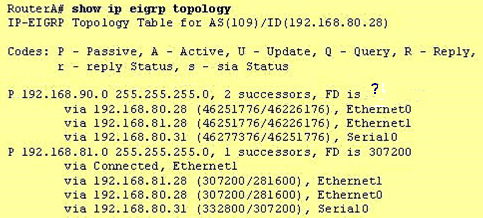 RouterA# show ip eigrp topology
IP-EIGRP Topology Table for AS(109)/ID(192.168.80.28)
Codes: P - Passive, A - Active, U - Update, Q - Query, R - Reply,
r - reply Status, s - sia Status
P 192.168.90.0 255.255.255.0, 2 successors, FD is ?
via 192.168.80.28 (46251776/46226176), Ethernet0
via 192.168.81.28 (46251776/46226176), Ethernet1
via 192.168.80.31 (46277376/46251776), Serial0
P 192.168.81.0 255.255.255.0, 1 successors, FD is 307200
via Connected, Ethernet1
via 192.168.81.28 (307200/281600), Ethernet1
via 192.168.80.28 (307200/281600), Ethernet0
via 192.168.80.31 (332800/307200), Serial0